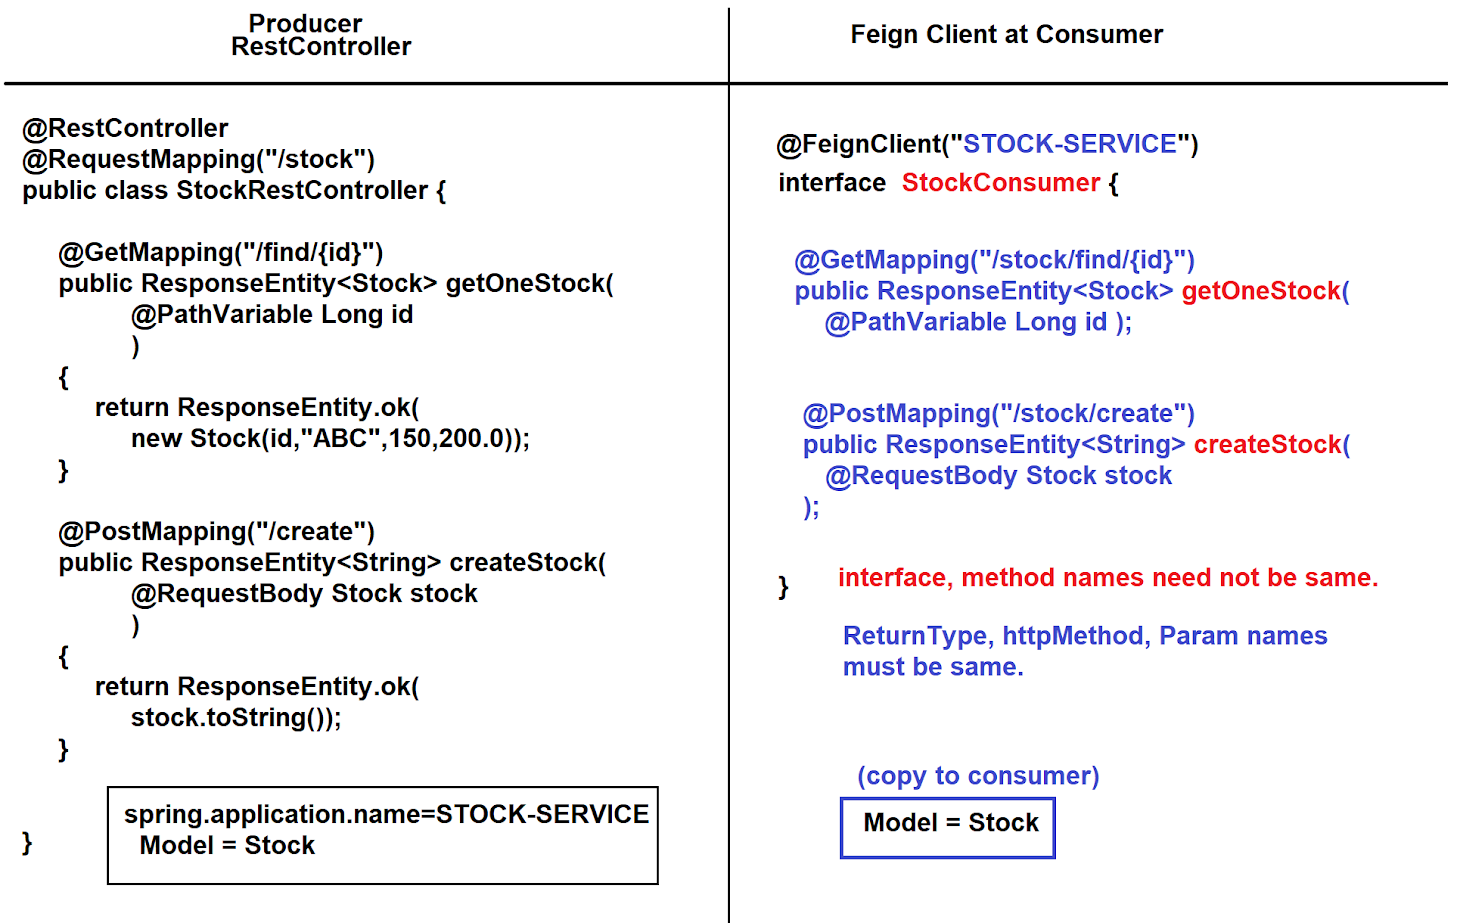 Producer
RestController
@RestController
@RequestMapping("/stock")
public class StockRestController {
@GetMapping("/find/{id}")
public ResponseEntity<Stock> getOneStock(
@PathVariable Long id
)
{
return ResponseEntity.ok(
new Stock(id,"ABC",150,200.0));
}
@PostMapping("/create")
public ResponseEntity<String> createStock(
@RequestBody Stock stock
)
{
return ResponseEntity.ok(
stock.toString());
}
spring.application.name=STOCK-SERVICE
Model = Stock
}
Feign Client at Consumer
@FeignClient("STOCK-SERVICE")
interface StockConsumer {
@GetMapping("/stock/find/{id}")
public ResponseEntity<Stock> getOneStock(
@PathVariable Long id );
@PostMapping("/stock/create")
public ResponseEntity<String> createStock(
@RequestBody Stock stock
);
}
interface, method names need not be same.
ReturnType, httpMethod, Param names
must be same.
(copy to consumer)
Model = Stock